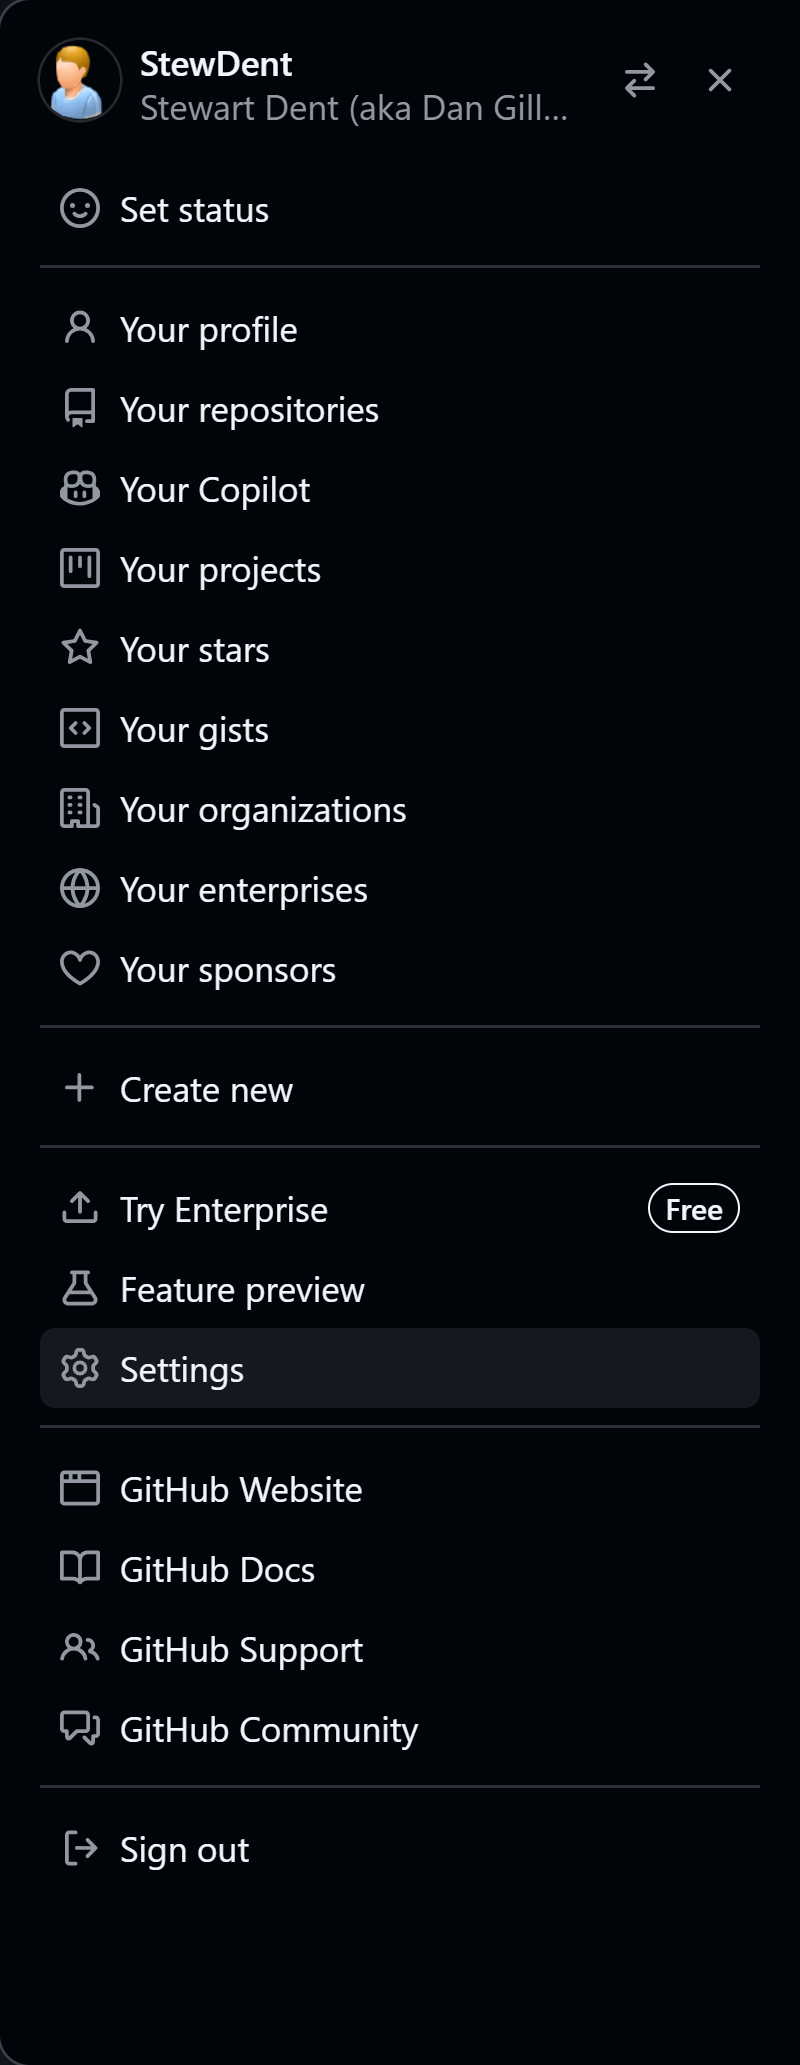 StewDent
Stewart Dent (aka Dan Gill...
Set status
Your profile
Your repositories
Your Copilot
Your projects
Your stars
Your gists
Your organizations
Your enterprises
Your sponsors
Create new
Try Enterprise Free
Feature preview
Settings
GitHub Website
GitHub Docs
GitHub Support
GitHub Community
Sign out